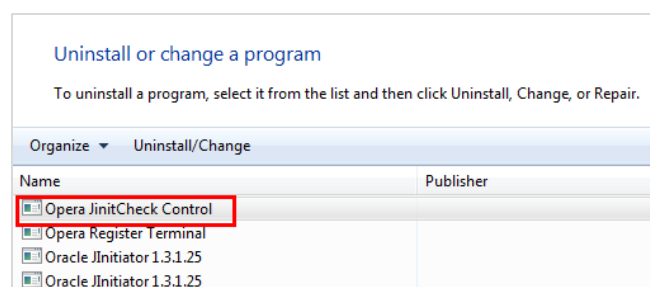 Uninstall or change a program
To uninstall a program, select it from the list and then click Uninstall, Change, or Repair.
Organize Uninstall/Change
Name Publisher
Opera JinitCheck Control
Opera Register Terminal
Oracle JInitiator 1.3.1.25
Oracle JInitiator 1.3.1.25